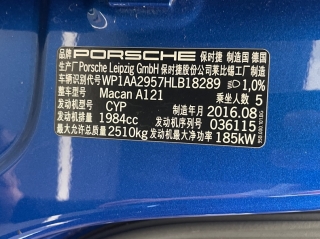 品牌 PORSCHE 保时捷 制造国 德国
生产厂 Porsche Leipzig GmbH 保时捷股份公司莱比锡工厂 制造
车辆识别代号 WP1AA2957HLB18289 1,0%
整车型号 Macan A121 乘坐人数 5
发动机型号 CYP 制造年月 2016.08
发动机排量 1984cc 发动机序列号 036115
最大允许总质量 2510kg 发动机最大净功率 185kW